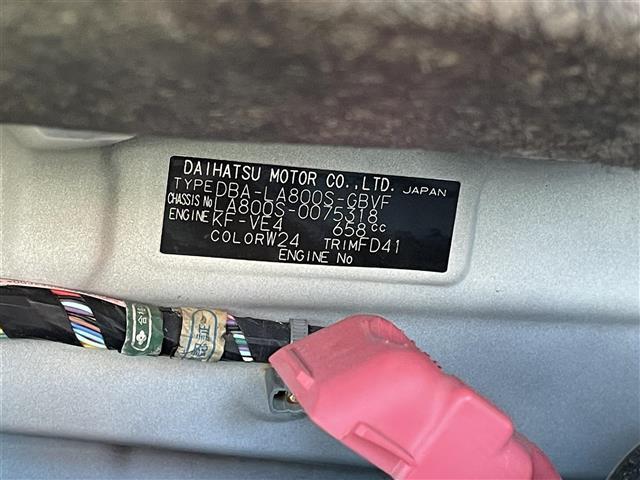 DAIHATSU MOTOR CO.,LTD. JAPAN
TYPE DBA-LA800S-GBVF
CHASSIS No LA800S-0075318
ENGINE KF-VE4 658cc
COLOR W24 TRIM FD41
ENGINE No